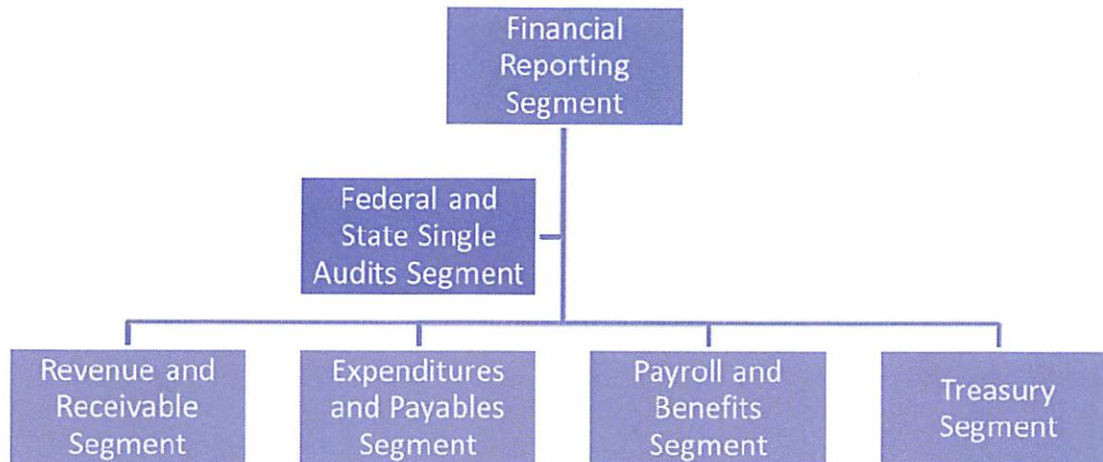 Financial
Reporting
Segment
Federal and
State Single
Audits Segment
Revenue and
Receivable
Segment
Expenditures
and Payables
Segment
Payroll and
Benefits
Segment
Treasury
Segment